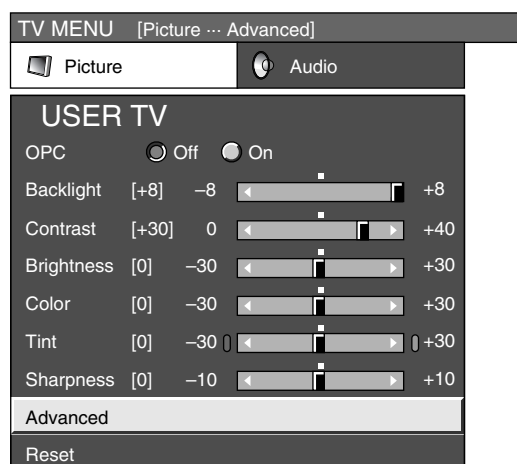 TV MENU [Picture ··· Advanced]
Picture Audio
USER TV
OPC Off On
Backlight [+8] –8 +8
Contrast [+30] 0 +40
Brightness [0] –30 +30
Color [0] –30 +30
Tint [0] –30 +30
Sharpness [0] –10 +10
Advanced
Reset